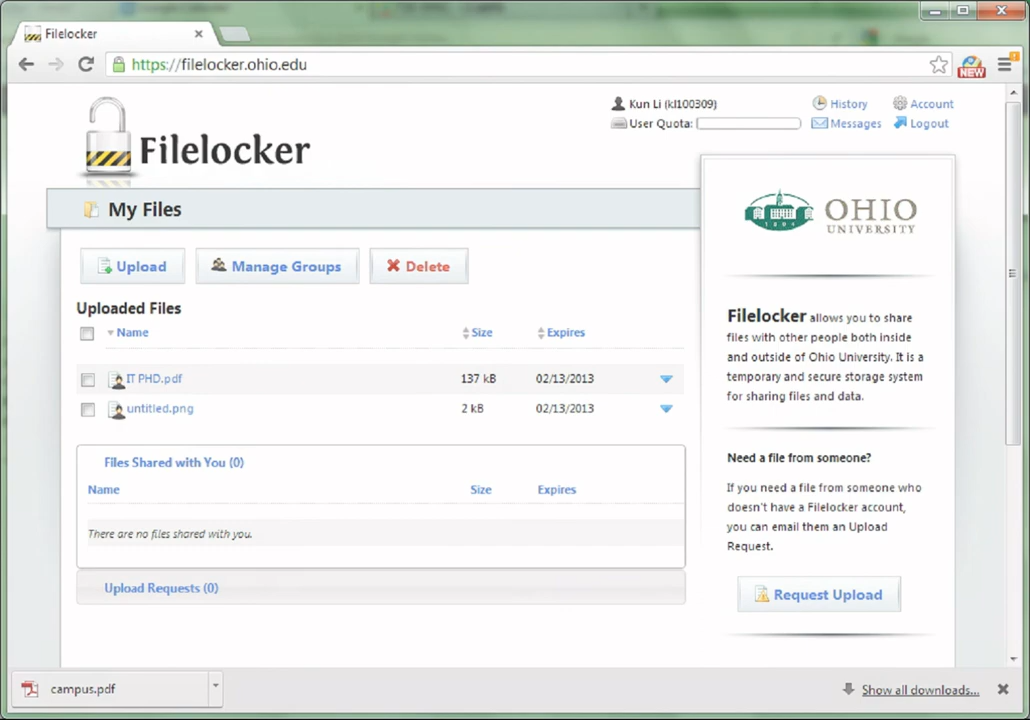 Filelocker
https://filelocker.ohio.edu
NEW
Filelocker
Kun Li (kl100309)
History
Account
User Quota:
Messages
Logout
My Files
OHIO
UNIVERSITY
1804
Upload
Manage Groups
Delete
Uploaded Files
Name Size Expires
IT PHD.pdf 137 kB 02/13/2013
untitled.png 2 kB 02/13/2013
Files Shared with You (0)
Name Size Expires
There are no files shared with you.
Upload Requests (0)
Filelocker allows you to share
files with other people both inside
and outside of Ohio University. It is a
temporary and secure storage system
for sharing files and data.
Need a file from someone?
If you need a file from someone who
doesn't have a Filelocker account,
you can email them an Upload
Request.
Request Upload
campus.pdf
Show all downloads...